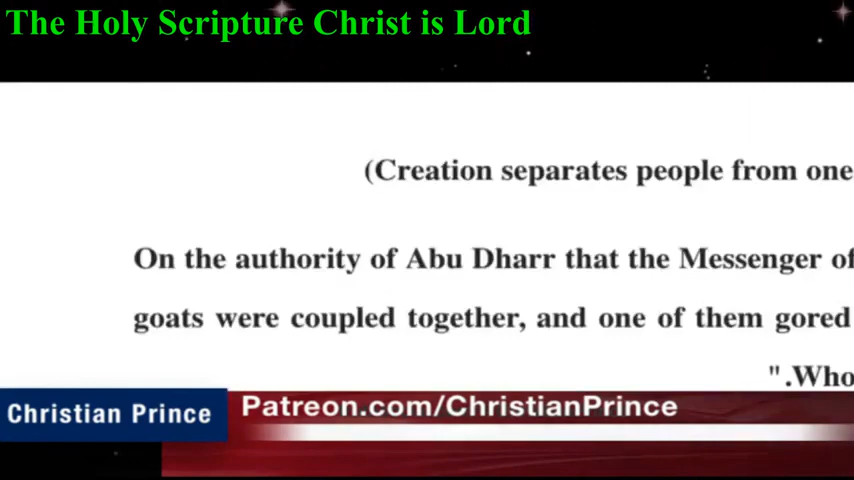 The Holy Scripture Christ is Lord
(Creation separates people from one
On the authority of Abu Dharr that the Messenger of
goats were coupled together, and one of them gored
".Who
Christian Prince
Patreon.com/ChristianPrince